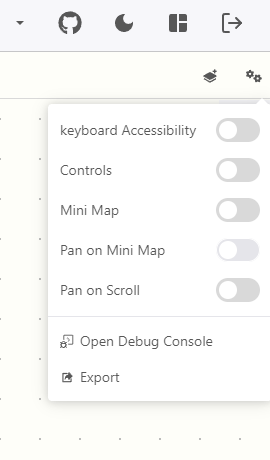 keyboard Accessibility
Controls
Mini Map
Pan on Mini Map
Pan on Scroll
Open Debug Console
Export